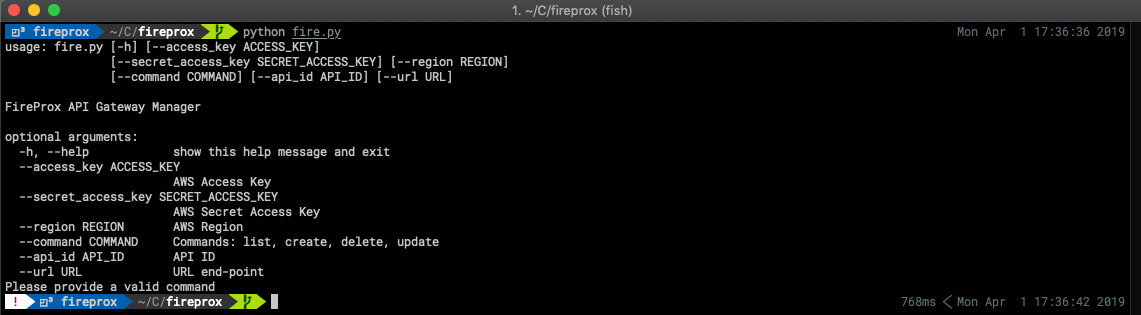 1. ~/C/fireprox (fish)
fireprox ~/C/fireprox python fire.py Mon Apr 1 17:36:36 2019
usage: fire.py [-h] [--access_key ACCESS_KEY]
[--secret_access_key SECRET_ACCESS_KEY] [--region REGION]
[--command COMMAND] [--api_id API_ID] [--url URL]
FireProx API Gateway Manager
optional arguments:
-h, --help show this help message and exit
--access_key ACCESS_KEY
AWS Access Key
--secret_access_key SECRET_ACCESS_KEY
AWS Secret Access Key
--region REGION AWS Region
--command COMMAND Commands: list, create, delete, update
--api_id API_ID API ID
--url URL URL end-point
Please provide a valid command
! fireprox ~/C/fireprox 768ms Mon Apr 1 17:36:42 2019